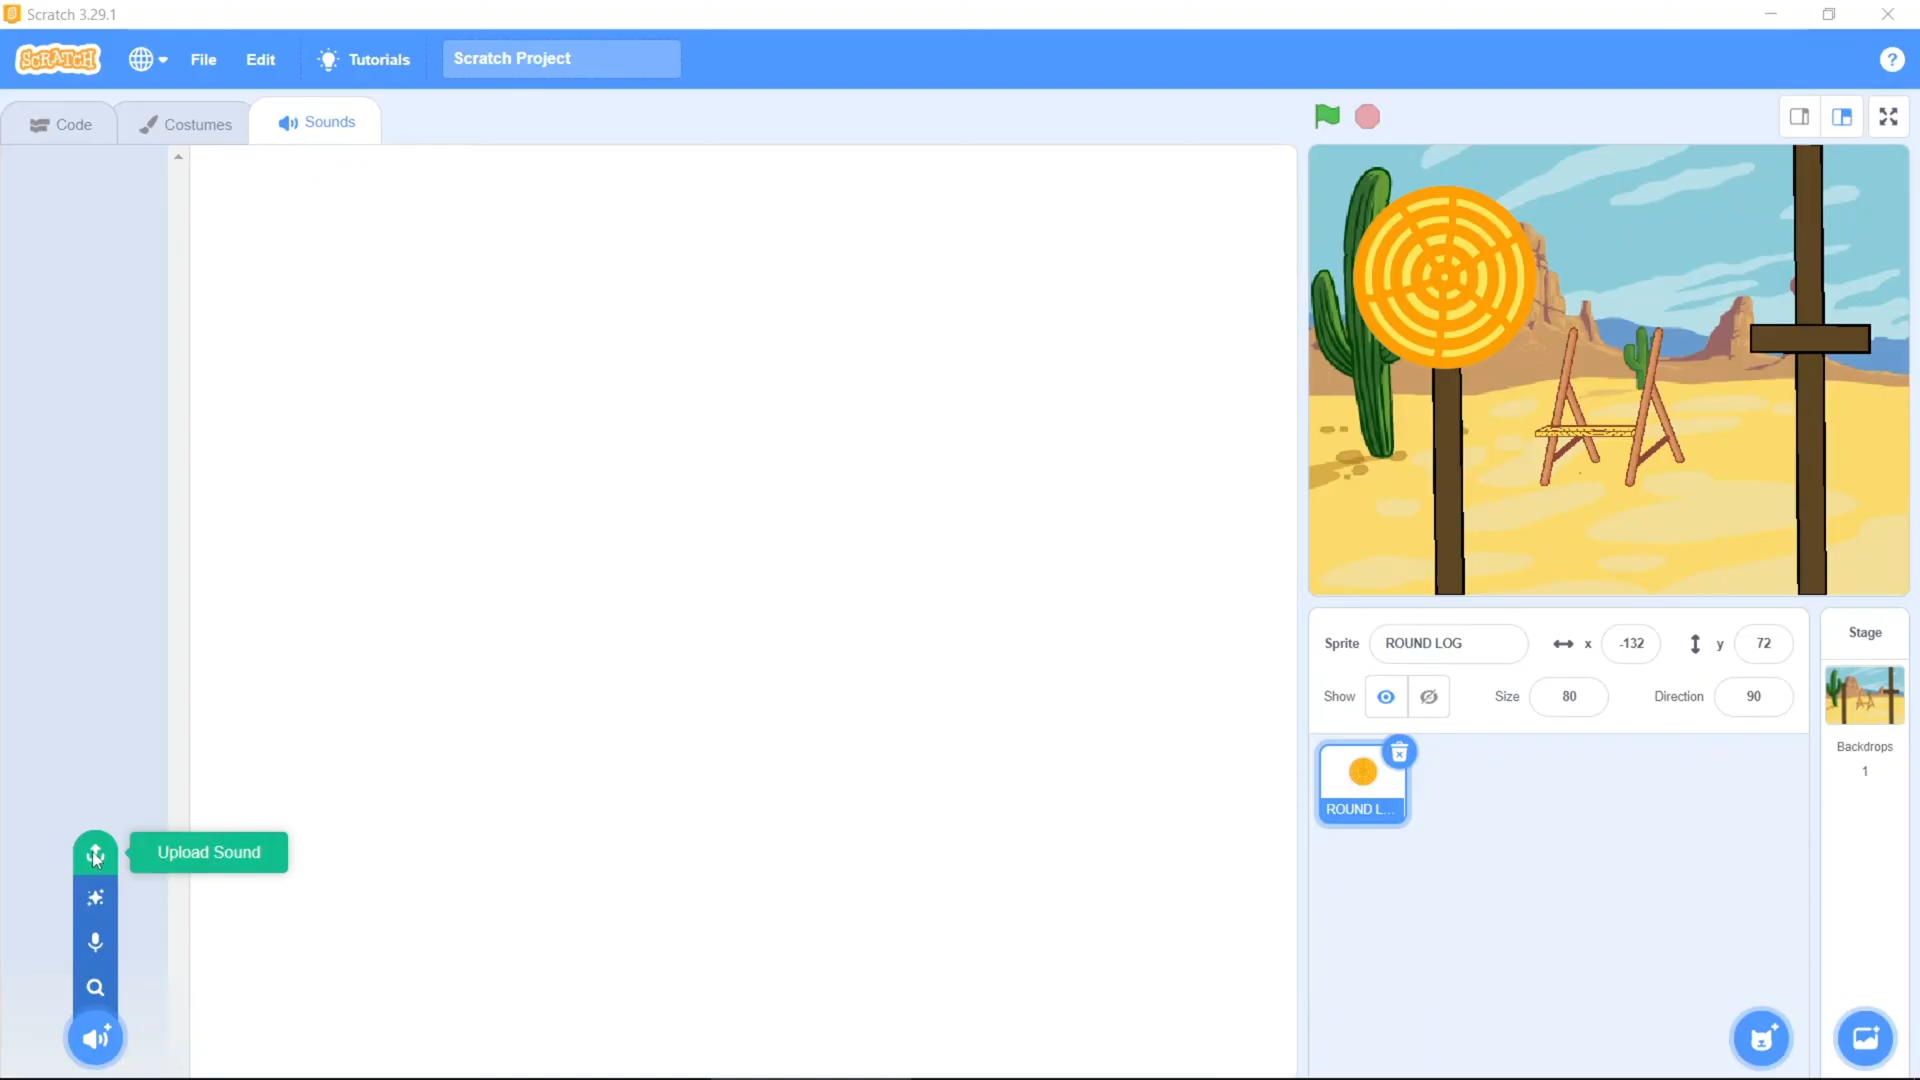 Scratch 3.29.1
SCRATCH
File
Edit
Tutorials
Scratch Project
?
Code
Costumes
Sounds
Upload Sound
Sprite
ROUND LOG
x
-132
y
72
Show
Size
80
Direction
90
ROUND L...
Stage
Backdrops
1